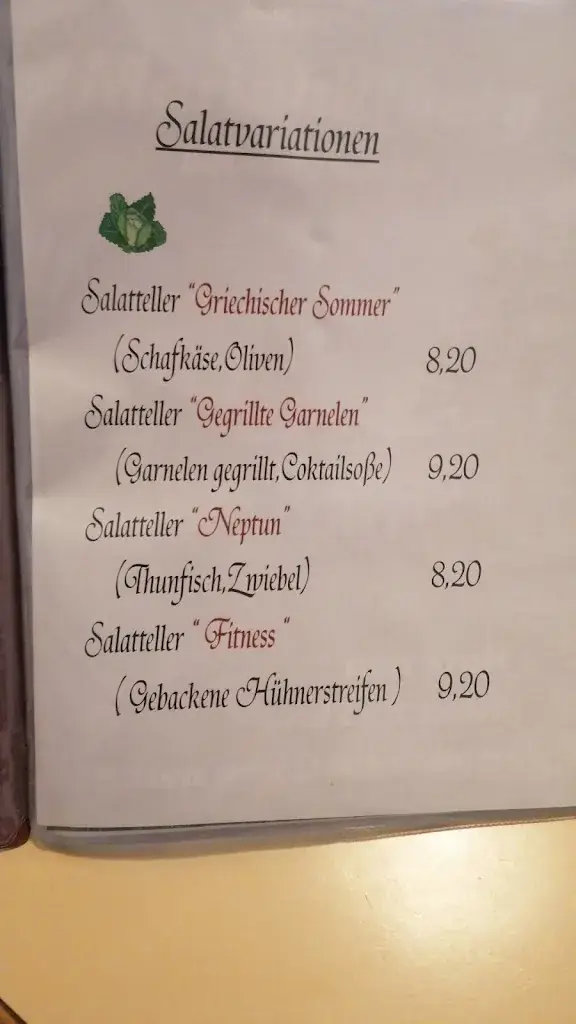 Salatvariationen
Salatteller "Griechischer Sommer"
(Schafkäse,Oliven) 8,20
Salatteller "Gegrillte Garnelen"
(Garnelen gegrillt,Coktailsoße) 9,20
Salatteller "Neptun"
(Thunfisch,Zwiebel) 8,20
Salatteller " Fitness "
( Gebackene Hühnerstreifen ) 9,20